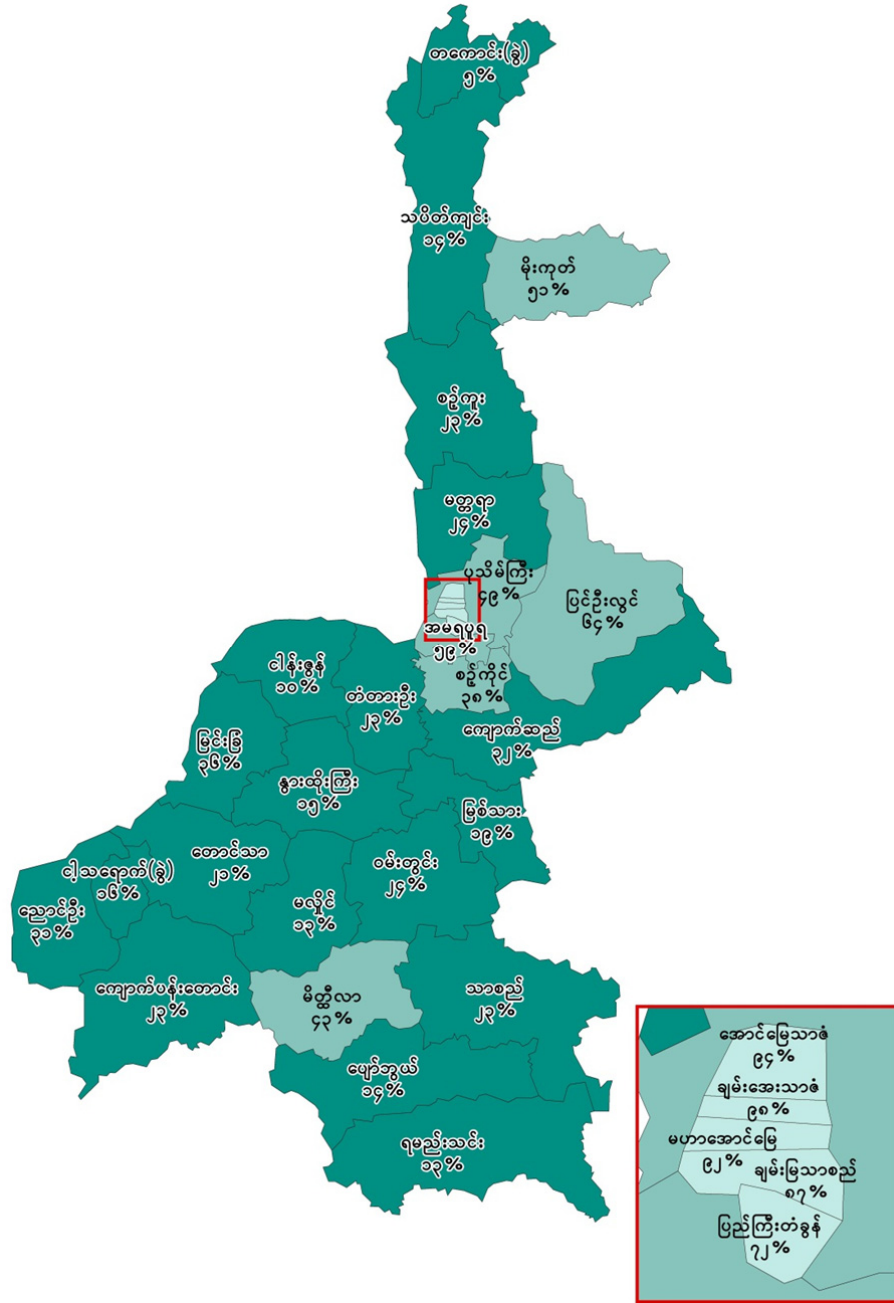 တကောင်း(ခွဲ)
၅%
သပိတ်ကျင်း
၁၄%
မိုးကုတ်
၅၁%
စဉ့်ကူး
၂၃%
မတ္တရာ
၂၄%
ပုသိမ်ကြီး
၄၉%
ပြင်ဦးလွင်
၆၄%
အမရပူရ
၅၉%
စဉ့်ကိုင်
၃၈%
ငါန်းဇွန်
၁၀%
တံတားဦး
၂၃%
ကျောက်ဆည်
၃၂%
မြင်းခြံ
၃၆%
နွားထိုးကြီး
၁၅%
မြစ်သား
၁၉%
တောင်သာ
၂၁%
ဝမ်းတွင်း
၂၄%
ငါ့သရောက်(ခွဲ)
၁၆%
မလှိုင်
၁၃%
ညောင်ဦး
၃၁%
ကျောက်ပန်းတောင်း
၂၃%
မိတ္ထီလာ
၄၃%
သာစည်
၂၃%
ပျော်ဘွယ်
၁၄%
ရမည်းသင်း
၁၃%
အောင်မြေသာဇံ
၉၄%
ချမ်းအေးသာဇံ
၉၈%
မဟာအောင်မြေ
၉၂%
ချမ်းမြသာစည်
၈၇%
ပြည်ကြီးတံခွန်
၇၂%